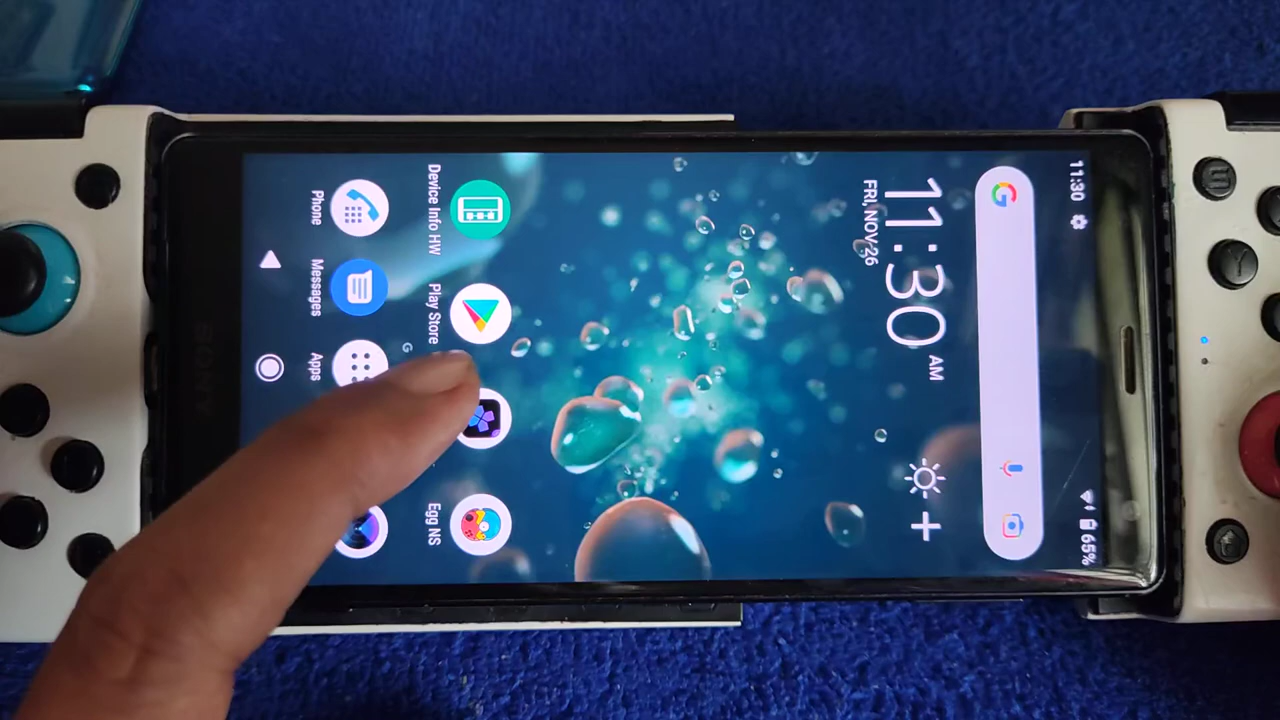 11:30
65%
11:30 AM
FRI, NOV 26
Device Info HW
Play Store
Egg NS
Phone
Messages
Apps
SONY
Y